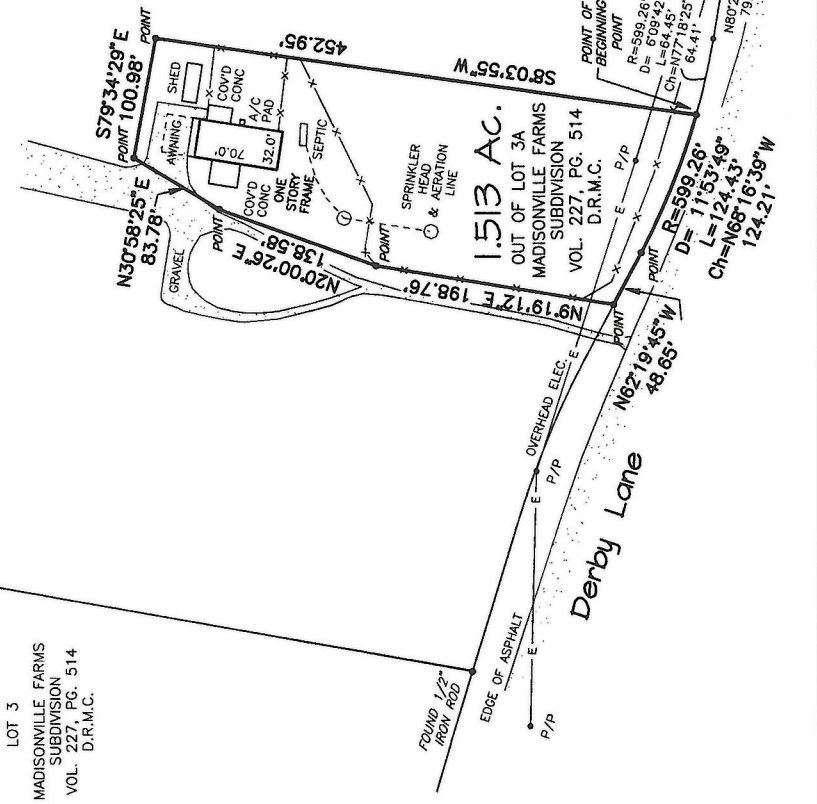 LOT 3
MADISONVILLE FARMS
SUBDIVISION
VOL. 227, PG. 514
D.R.M.C.
S79°34'29"E
100.98'
POINT
POINT
N30°58'25"E
83.78'
POINT
GRAVEL
N20°00'26"E
138.58'
POINT
N9°19'12"E 198.76'
POINT
N62°19'45"W
48.65'
POINT
R=599.26'
D= 11°53'49"
L=124.43'
Ch=N68°16'39"W
124.21'
S8°03'55"W
452.95'
SHED
AWNING
COV'D
CONC
A/C
PAD
70.0'
32.0'
COV'D
CONC
ONE
STORY
FRAME
SEPTIC
SPRINKLER
HEAD
& AERATION
LINE
1.513 AC.
OUT OF LOT 3A
MADISONVILLE FARMS
SUBDIVISION
VOL. 227, PG. 514
D.R.M.C.
P/P
E
POINT OF
BEGINNING
POINT
R=599.26'
D= 6°09'42
L=64.45'
Ch=N77°18'25"
64.41'
N80°2
79.
OVERHEAD ELEC.
E
P/P
E
E
P/P
FOUND 1/2"
IRON ROD
EDGE OF ASPHALT
Derby Lane